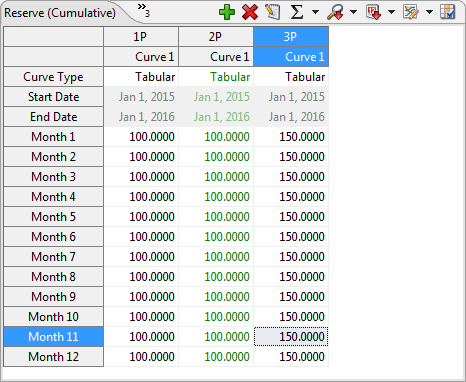 Reserve (Cumulative) »3
1P 2P 3P
Curve 1 Curve 1 Curve 1
Curve Type Tabular Tabular Tabular
Start Date Jan 1, 2015 Jan 1, 2015 Jan 1, 2015
End Date Jan 1, 2016 Jan 1, 2016 Jan 1, 2016
Month 1 100.0000 100.0000 150.0000
Month 2 100.0000 100.0000 150.0000
Month 3 100.0000 100.0000 150.0000
Month 4 100.0000 100.0000 150.0000
Month 5 100.0000 100.0000 150.0000
Month 6 100.0000 100.0000 150.0000
Month 7 100.0000 100.0000 150.0000
Month 8 100.0000 100.0000 150.0000
Month 9 100.0000 100.0000 150.0000
Month 10 100.0000 100.0000 150.0000
Month 11 100.0000 100.0000 150.0000
Month 12 100.0000 100.0000 150.0000